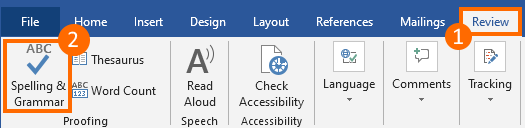 File Home Insert Design Layout References Mailings Review
2 1
ABC Thesaurus
Spelling & Grammar
ABC 123 Word Count
Read Aloud
Check Accessibility
Language
Comments
Tracking
Proofing Speech Accessibility